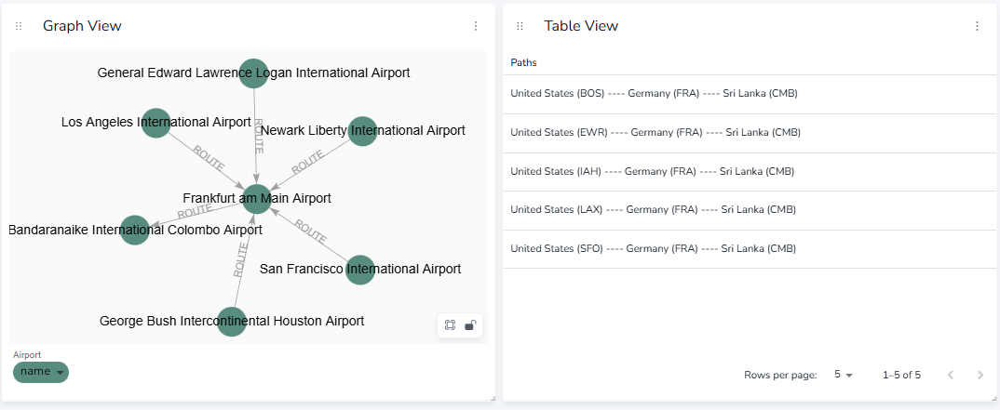 Graph View
General Edward Lawrence Logan International Airport
Los Angeles International Airport
ROUTE
Newark Liberty International Airport
ROUTE
ROUTE
Frankfurt am Main Airport
ROUTE
Bandaranaike International Colombo Airport
ROUTE
ROUTE
San Francisco International Airport
George Bush Intercontinental Houston Airport
Airport
name
Table View
Paths
United States (BOS) ---- Germany (FRA) ---- Sri Lanka (CMB)
United States (EWR) ---- Germany (FRA) ---- Sri Lanka (CMB)
United States (IAH) ---- Germany (FRA) ---- Sri Lanka (CMB)
United States (LAX) ---- Germany (FRA) ---- Sri Lanka (CMB)
United States (SFO) ---- Germany (FRA) ---- Sri Lanka (CMB)
Rows per page: 5 1–5 of 5